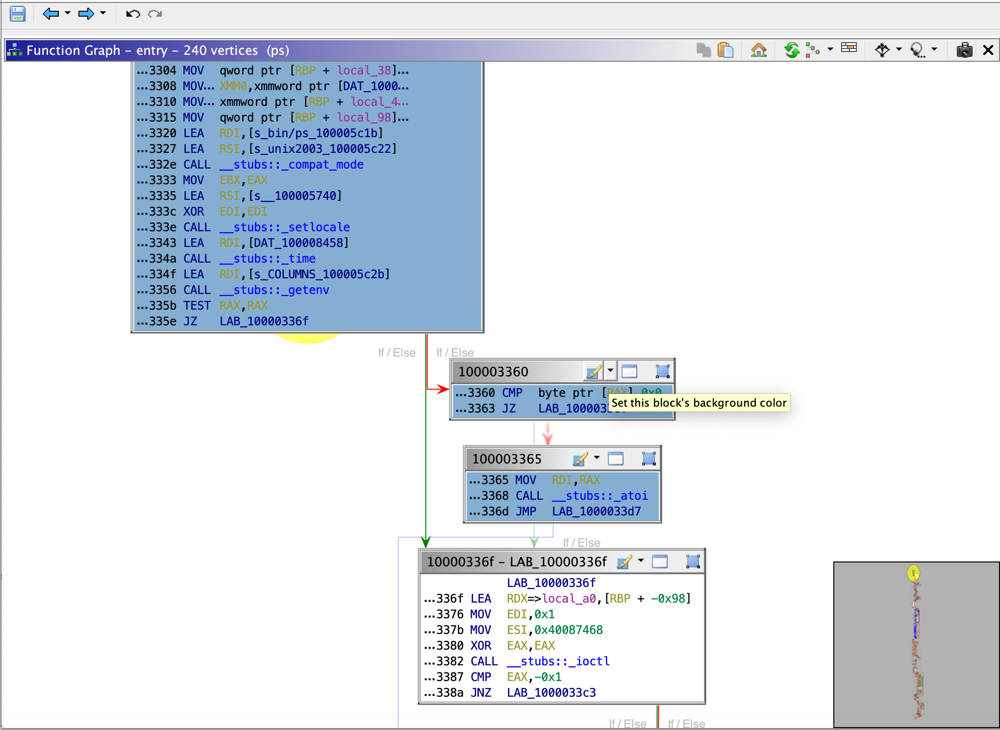 Function Graph – entry – 240 vertices  (ps)
...3304 MOV qword ptr [RBP + local_38]...
...3308 MOV... XMM0,xmmword ptr [DAT_1000...
...3310 MOV... xmmword ptr [RBP + local_4...
...3315 MOV qword ptr [RBP + local_98]...
...3320 LEA RDI,[s_bin/ps_100005c1b]
...3327 LEA RSI,[s_unix2003_100005c22]
...332e CALL __stubs::_compat_mode
...3333 MOV EBX,EAX
...3335 LEA RSI,[s__100005740]
...333c XOR EDI,EDI
...333e CALL __stubs::_setlocale
...3343 LEA RDI,[DAT_100008458]
...334a CALL __stubs::_time
...334f LEA RDI,[s_COLUMNS_100005c2b]
...3356 CALL __stubs::_getenv
...335b TEST RAX,RAX
...335e JZ LAB_10000336f
If / Else If / Else
100003360
...3360 CMP byte ptr [RAX],0x0
Set this block's background color
...3363 JZ LAB_100003
100003365
...3365 MOV RDI,RAX
...3368 CALL __stubs::_atoi
...336d JMP LAB_1000033d7
If / Else
10000336f – LAB_10000336f
LAB_10000336f
...336f LEA RDX=>local_a0,[RBP + -0x98]
...3376 MOV EDI,0x1
...337b MOV ESI,0x40087468
...3380 XOR EAX,EAX
...3382 CALL __stubs::_ioctl
...3387 CMP EAX,-0x1
...338a JNZ LAB_1000033c3
If / Else If / Else